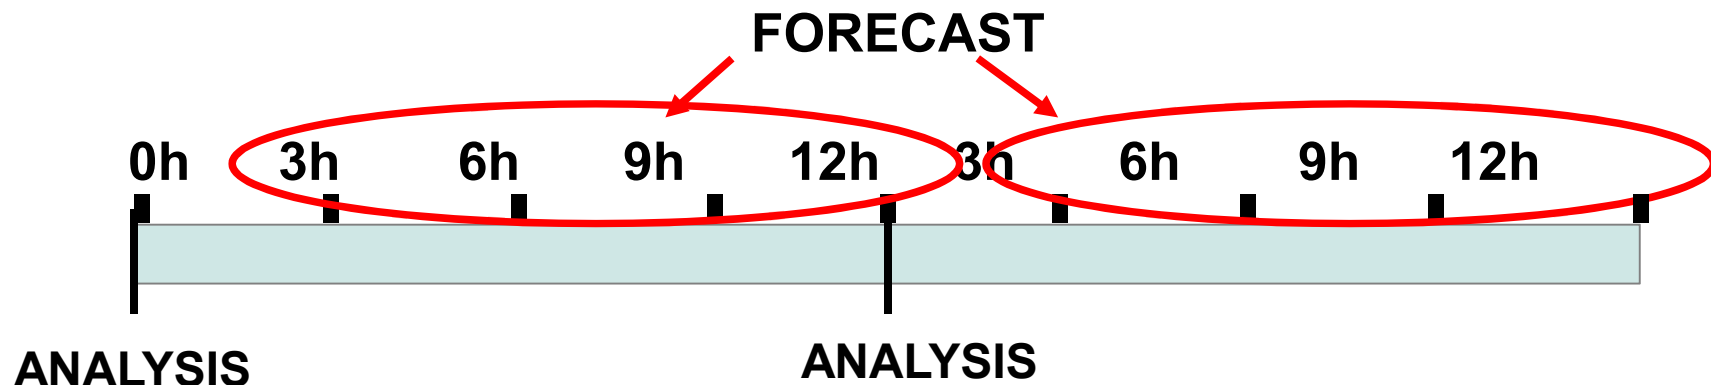 FORECAST
0h 3h 6h 9h 12h 3h 6h 9h 12h
ANALYSIS ANALYSIS